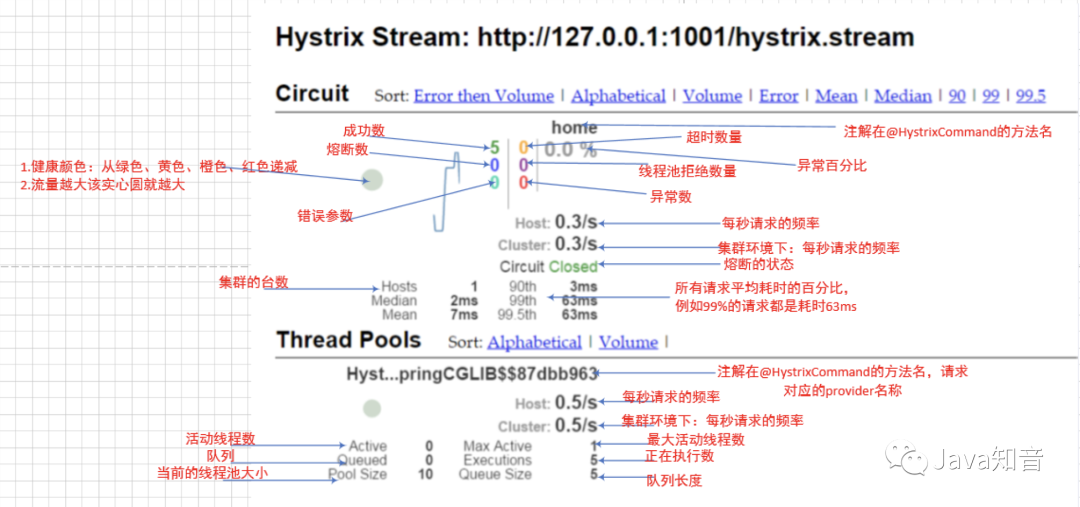 Hystrix Stream: http://127.0.0.1:1001/hystrix.stream
Circuit Sort: Error then Volume | Alphabetical | Volume | Error | Mean | Median | 90 | 99 | 99.5
成功数
熔断数
错误参数
1.健康颜色：从绿色、黄色、橙色、红色递减
2.流量越大该实心圆就越大
home
注解在@HystrixCommand的方法名
5 0 0.0 %
0 0
0 0
超时数量
线程池拒绝数量
异常数
异常百分比
Host: 0.3/s
每秒请求的频率
Cluster: 0.3/s
集群环境下：每秒请求的频率
Circuit Closed
熔断的状态
集群的台数
Hosts 1 90th 3ms
Median 2ms 99th 63ms
Mean 7ms 99.5th 63ms
所有请求平均耗时的百分比，
例如99%的请求都是耗时63ms
Thread Pools Sort: Alphabetical | Volume |
Hyst...pringCGLIB$$87dbb963
注解在@HystrixCommand的方法名，请求
对应的provider名称
Host: 0.5/s
每秒请求的频率
Cluster: 0.5/s
集群环境下：每秒请求的频率
活动线程数
队列
当前的线程池大小
Active 0 Max Active 1
Queued 0 Executions 5
Pool Size 10 Queue Size 5
最大活动线程数
正在执行数
队列长度
Java知音